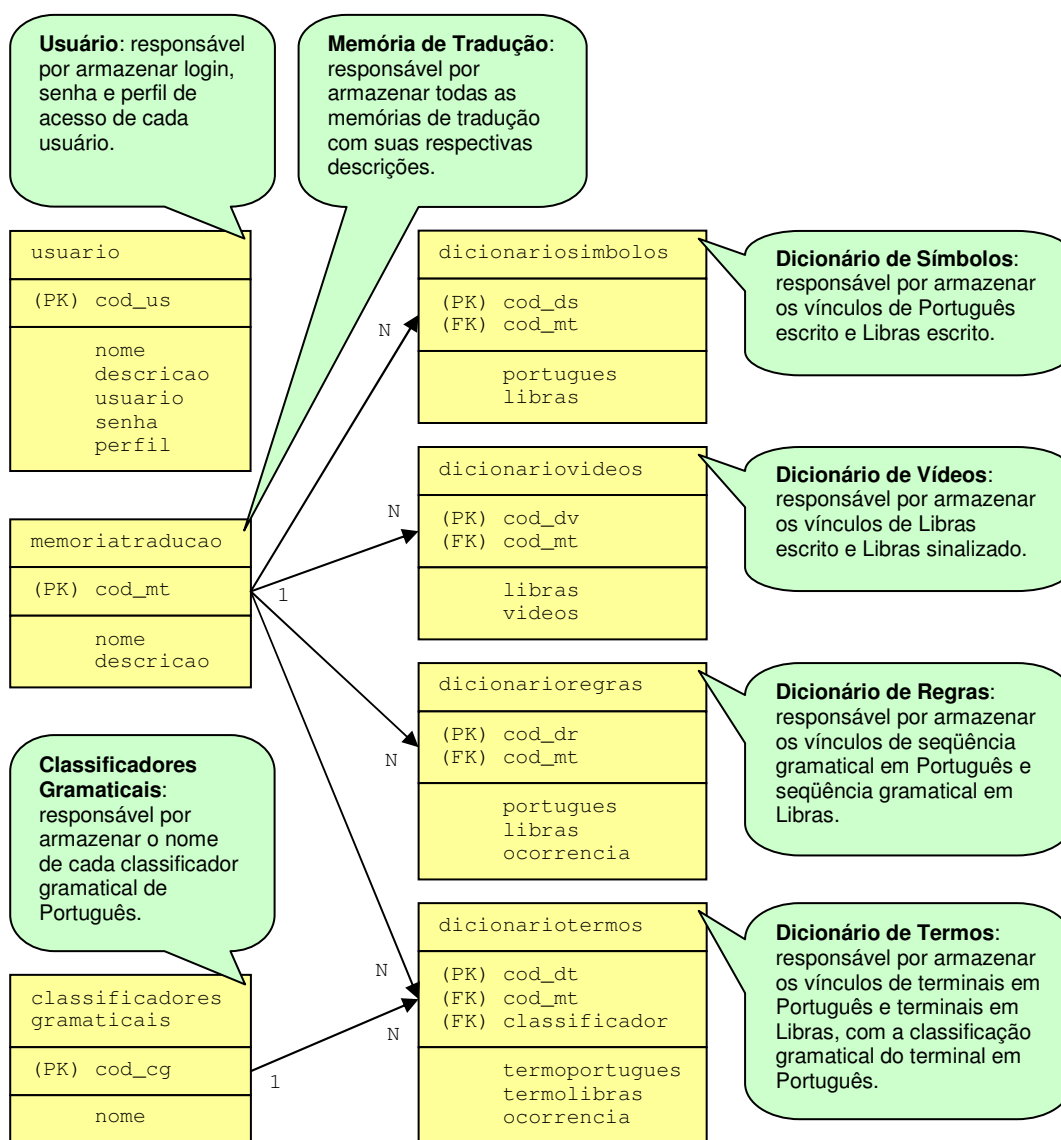 Usuário: responsável
por armazenar login,
senha e perfil de
acesso de cada
usuário.
Memória de Tradução:
responsável por
armazenar todas as
memórias de tradução
com suas respectivas
descrições.
usuario
(PK) cod_us
nome
descricao
usuario
senha
perfil
dicionariosimbolos
(PK) cod_ds
(FK) cod_mt
portugues
libras
Dicionário de Símbolos:
responsável por armazenar
os vínculos de Português
escrito e Libras escrito.
N
memoriatraducao
(PK) cod_mt
nome
descricao
1
N
dicionariovideos
(PK) cod_dv
(FK) cod_mt
libras
videos
Dicionário de Vídeos:
responsável por armazenar
os vínculos de Libras
escrito e Libras sinalizado.
N
dicionarioregras
(PK) cod_dr
(FK) cod_mt
portugues
libras
ocorrencia
Dicionário de Regras:
responsável por armazenar
os vínculos de seqüência
gramatical em Português e
seqüência gramatical em
Libras.
Classificadores
Gramaticais:
responsável por
armazenar o nome
de cada classificador
gramatical de
Português.
classificadores
gramaticais
(PK) cod_cg
nome
1
N
N
dicionariotermos
(PK) cod_dt
(FK) cod_mt
(FK) classificador
termoportugues
termolibras
ocorrencia
Dicionário de Termos:
responsável por armazenar
os vínculos de terminais em
Português e terminais em
Libras, com a classificação
gramatical do terminal em
Português.